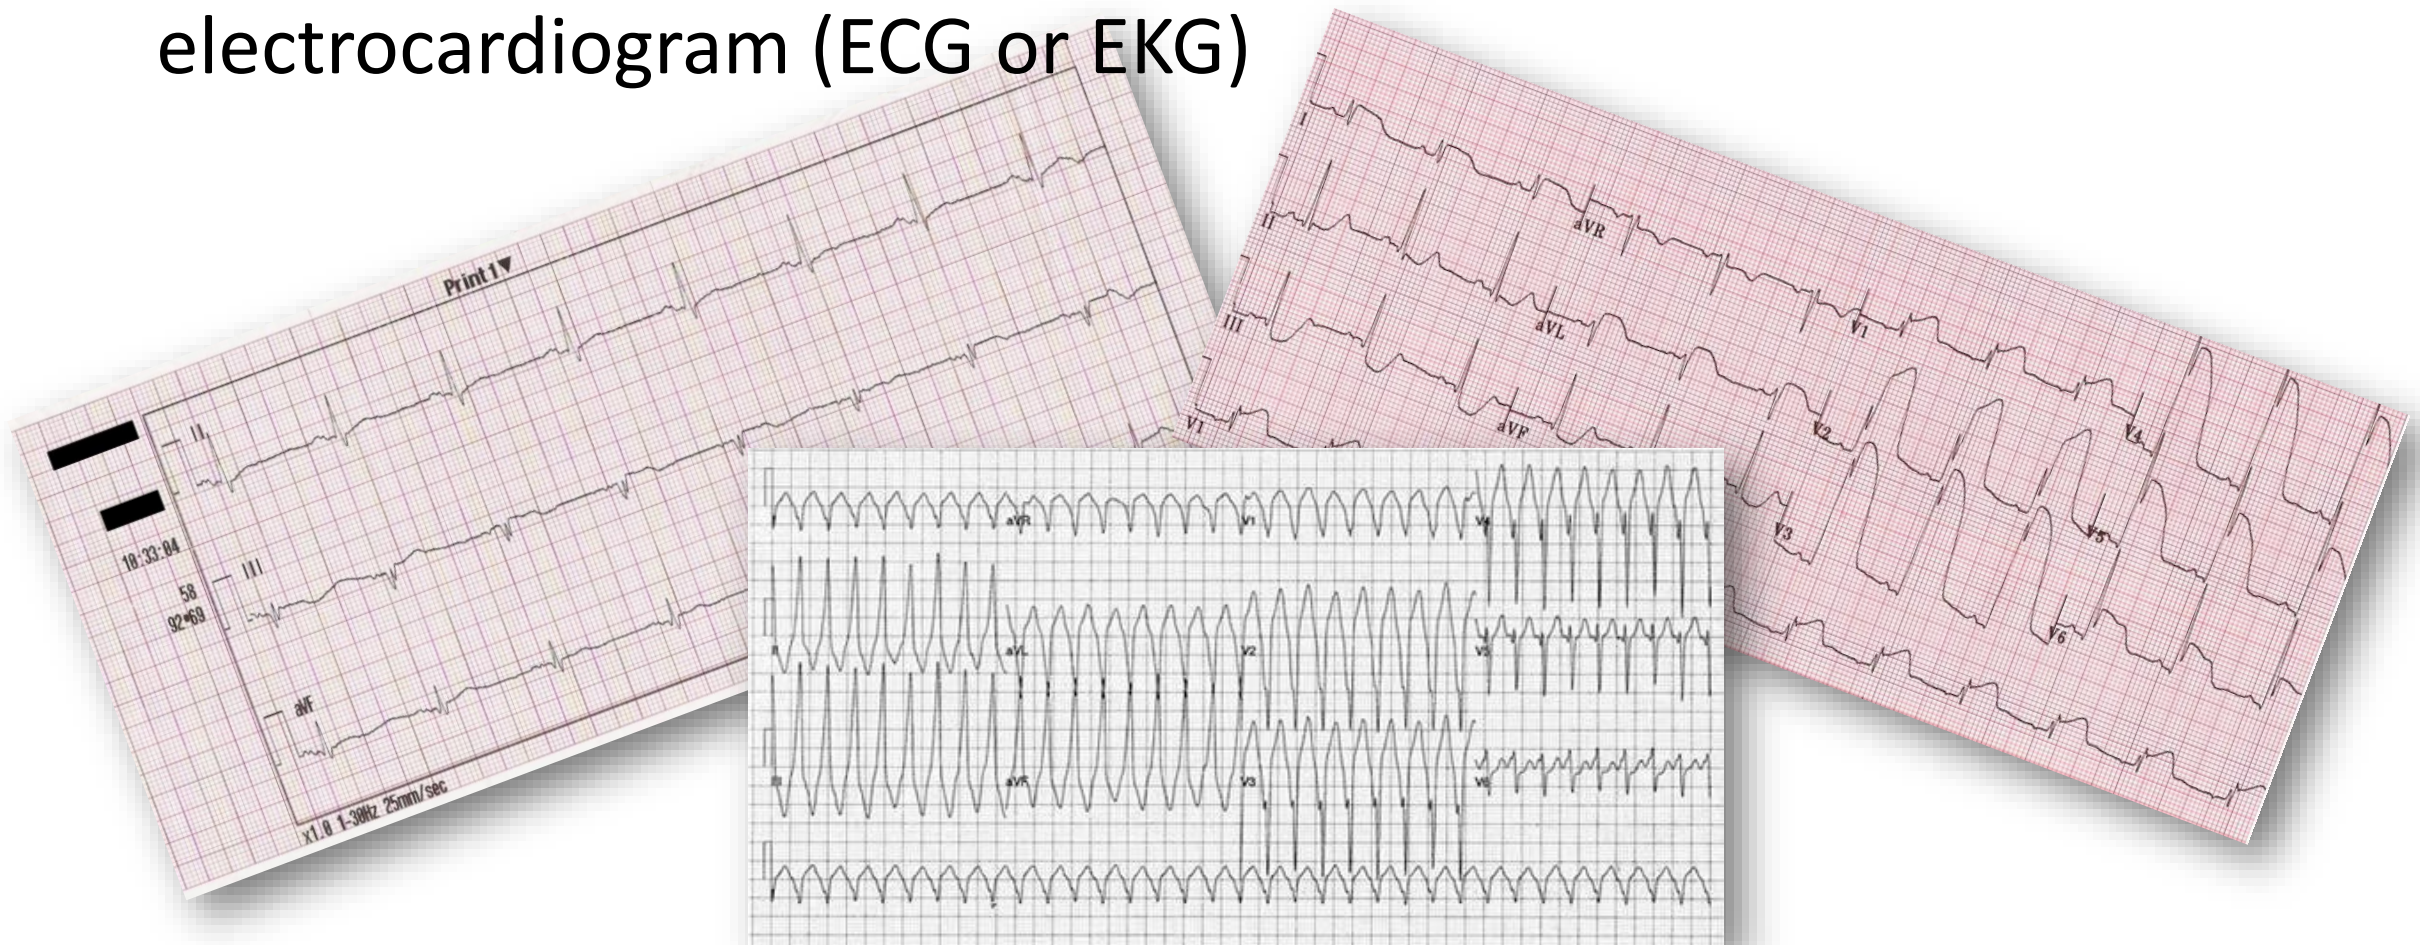 electrocardiogram (ECG or EKG)
Print1▼
II
10:33:04
III
58
92*69
aVF
x1.0 1-30Hz 25mm/sec
I
aVR
V1
V4
II
aVL
V2
V5
III
aVF
V3
V6
V1
aVR
V1
V4
II
aVL
V2
V5
III
aVF
V3
V6